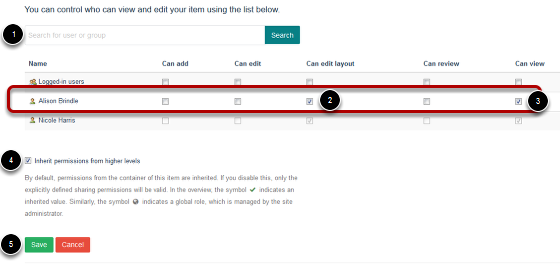 You can control who can view and edit your item using the list below.
1 Search for user or group Search
Name Can add Can edit Can edit layout Can review Can view
Logged-in users
Alison Brindle 2 3
Nicole Harris
4 Inherit permissions from higher levels
By default, permissions from the container of this item are inherited. If you disable this, only the
explicitly defined sharing permissions will be valid. In the overview, the symbol ✓ indicates an
inherited value. Similarly, the symbol indicates a global role, which is managed by the site
administrator.
5 Save Cancel